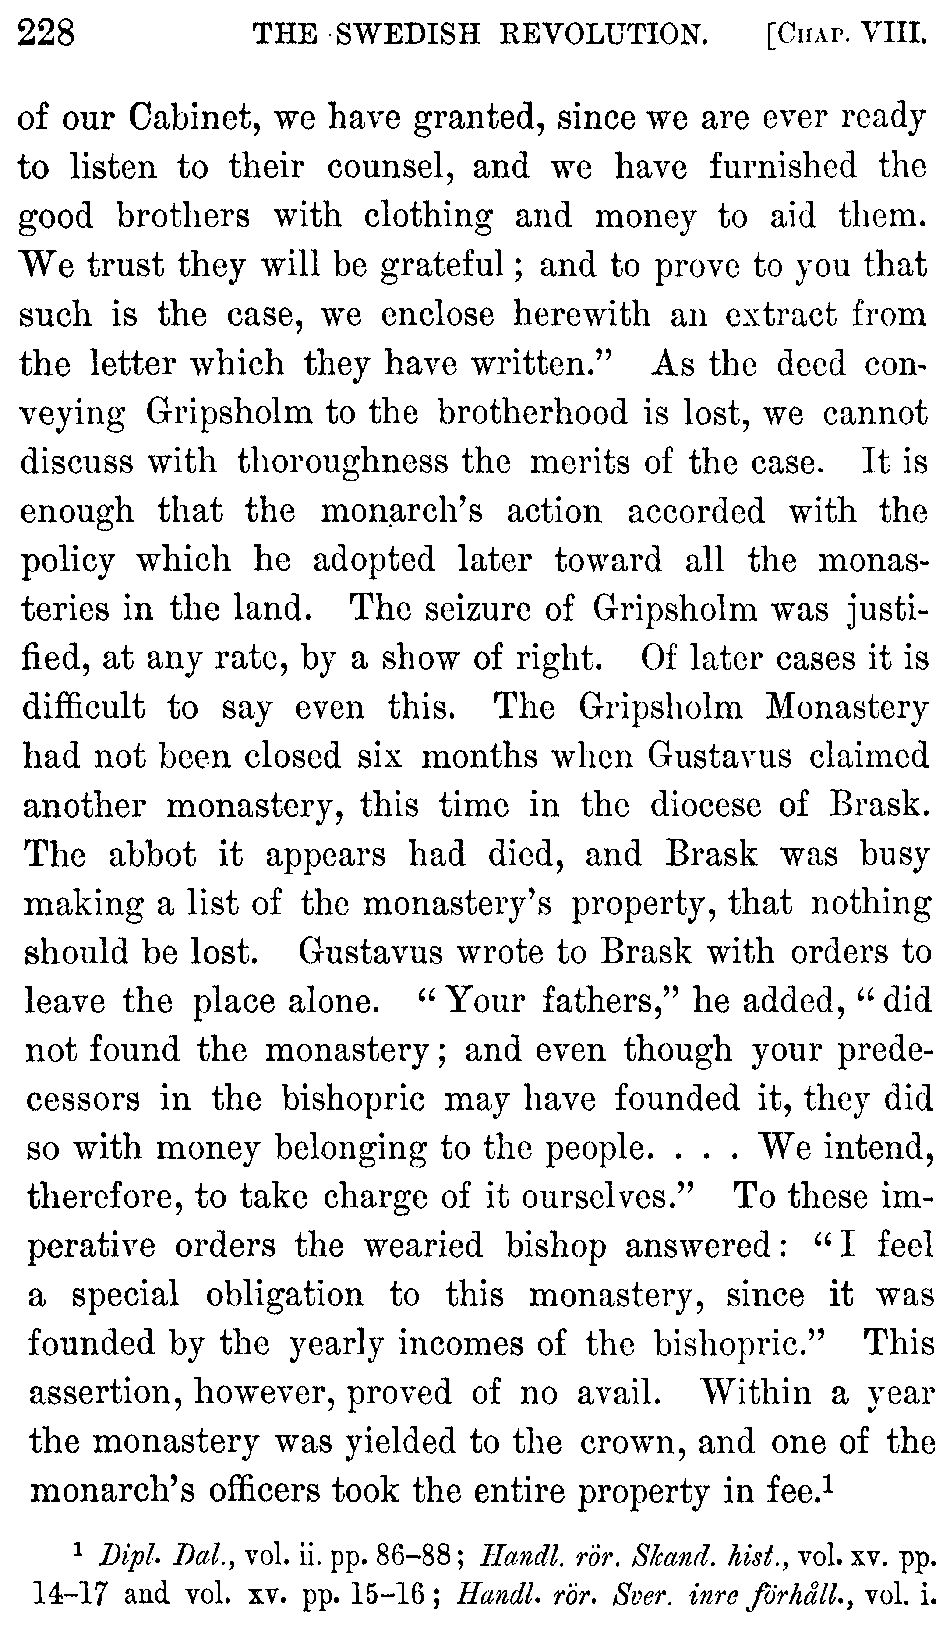 228 THE SWEDISH REVOLUTION. [CHAP. VIII.
of our Cabinet, we have granted, since we are ever ready
to listen to their counsel, and we have furnished the
good brothers with clothing and money to aid them.
We trust they will be grateful ; and to prove to you that
such is the case, we enclose herewith an extract from
the letter which they have written.” As the deed con-
veying Gripsholm to the brotherhood is lost, we cannot
discuss with thoroughness the merits of the case. It is
enough that the monarch’s action accorded with the
policy which he adopted later toward all the monas-
teries in the land. The seizure of Gripsholm was justi-
fied, at any rate, by a show of right. Of later cases it is
difficult to say even this. The Gripsholm Monastery
had not been closed six months when Gustavus claimed
another monastery, this time in the diocese of Brask.
The abbot it appears had died, and Brask was busy
making a list of the monastery’s property, that nothing
should be lost. Gustavus wrote to Brask with orders to
leave the place alone. “ Your fathers,” he added, “ did
not found the monastery ; and even though your prede-
cessors in the bishopric may have founded it, they did
so with money belonging to the people. . . . We intend,
therefore, to take charge of it ourselves.” To these im-
perative orders the wearied bishop answered : “ I feel
a special obligation to this monastery, since it was
founded by the yearly incomes of the bishopric.” This
assertion, however, proved of no avail. Within a year
the monastery was yielded to the crown, and one of the
monarch’s officers took the entire property in fee.¹
¹ Dipl. Dal., vol. ii. pp. 86–88 ; Handl. rör. Skand. hist., vol. xv. pp.
14–17 and vol. xv. pp. 15–16 ; Handl. rör. Sver. inre förhåll., vol. i.